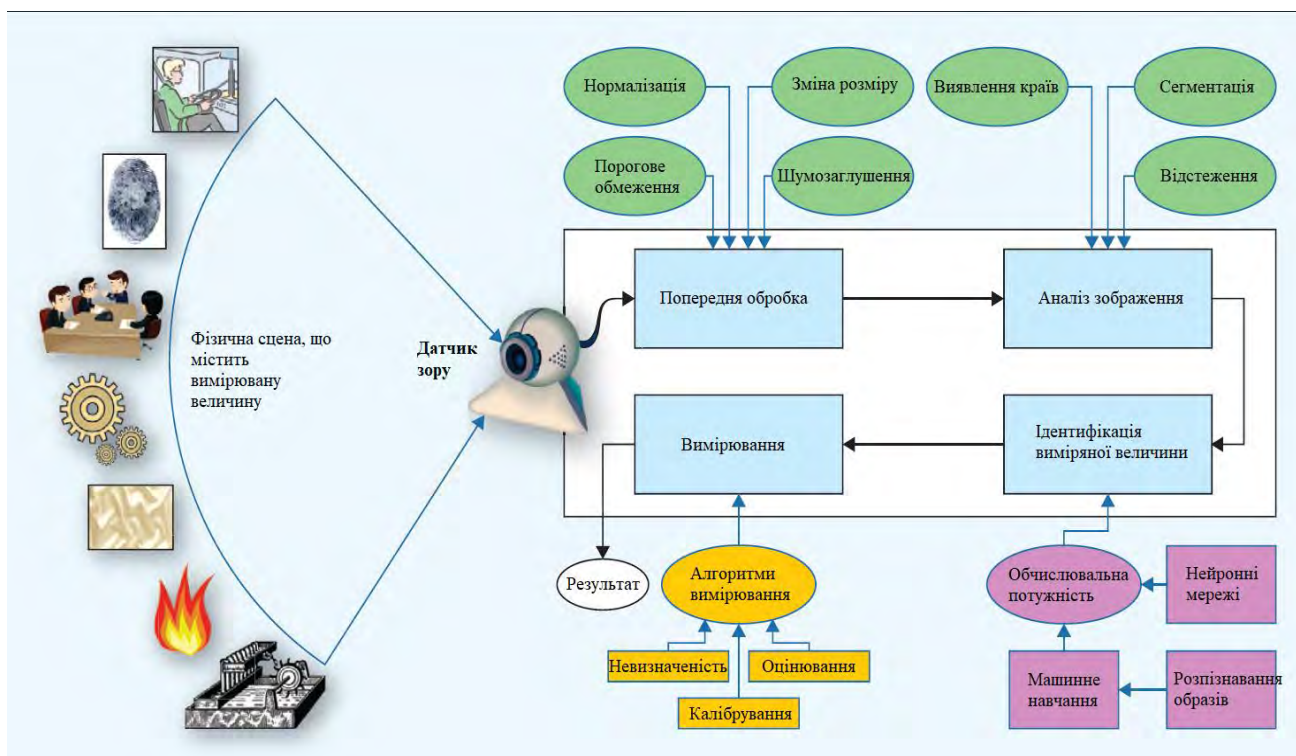 Нормалізація
Зміна розміру
Виявлення країв
Сегментація
Порогове
обмеження
Шумозаглушення
Відстеження
Попередня обробка
Аналіз зображення
Фізична сцена, що
містить
вимірювану
величину
Датчик
зору
Вимірювання
Ідентифікація
виміряної величини
Результат
Алгоритми
вимірювання
Обчислювальна
потужність
Нейронні
мережі
Невизначеність
Оцінювання
Калібрування
Машинне
навчання
Розпізнавання
образів